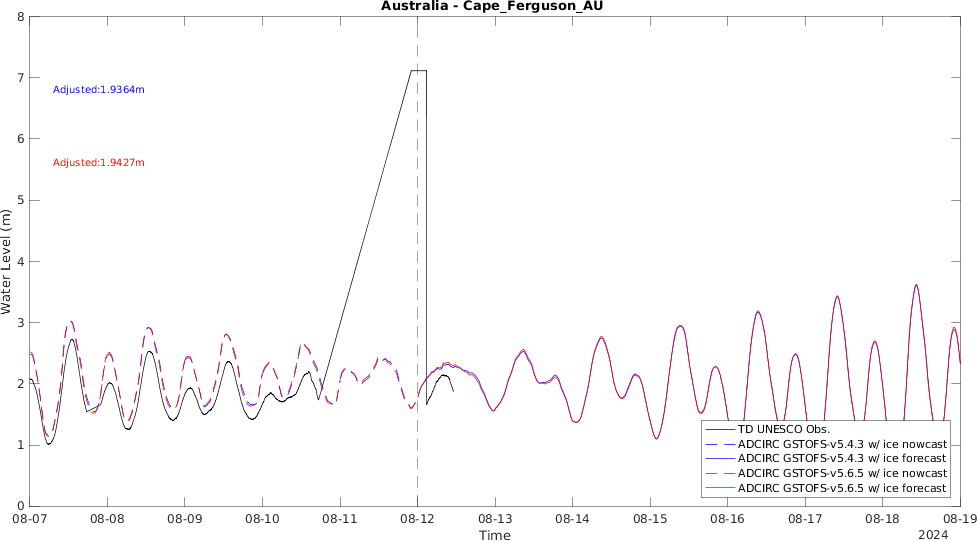 Australia - Cape_Ferguson_AU
Water Level (m)
8
7
6
5
4
3
2
1
0
Adjusted:1.9364m
Adjusted:1.9427m
TD UNESCO Obs.
ADCIRC GSTOFS-v5.4.3 w/ ice nowcast
ADCIRC GSTOFS-v5.4.3 w/ ice forecast
ADCIRC GSTOFS-v5.6.5 w/ ice nowcast
ADCIRC GSTOFS-v5.6.5 w/ ice forecast
08-07 08-08 08-09 08-10 08-11 08-12 08-13 08-14 08-15 08-16 08-17 08-18 08-19
Time
2024